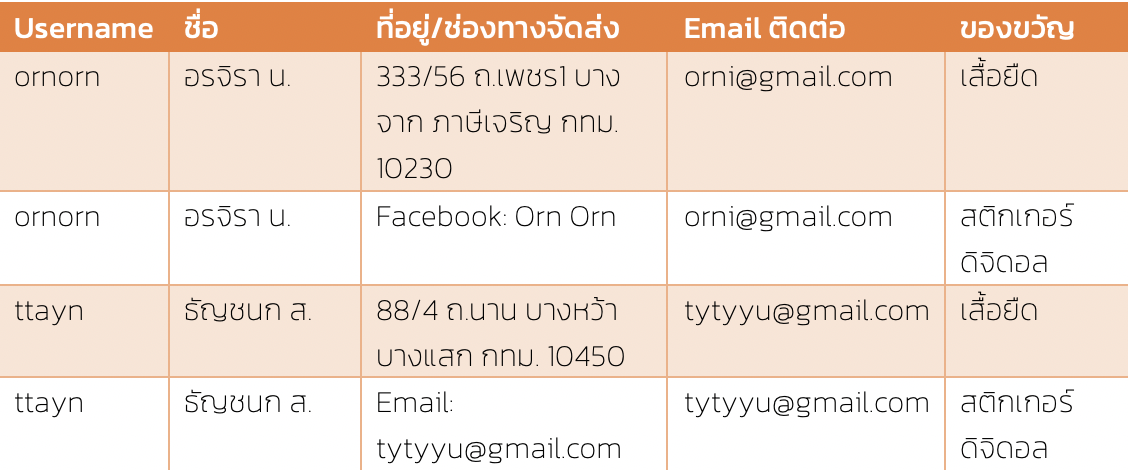 Username ชื่อ ที่อยู่/ช่องทางจัดส่ง Email ติดต่อ ของขวัญ
ornorn อรจิรา น. 333/56 ถ.เพชร1 บาง orni@gmail.com เสื้อยืด
จาก ภาษีเจริญ กทม.
10230
ornorn อรจิรา น. Facebook: Orn Orn orni@gmail.com สติกเกอร์
ดิจิดอล
ttayn ธัญชนก ส. 88/4 ถ.นาน บางหว้า tytyyu@gmail.com เสื้อยืด
บางแสก กทม. 10450
ttayn ธัญชนก ส. Email: tytyyu@gmail.com สติกเกอร์
tytyyu@gmail.com ดิจิดอล